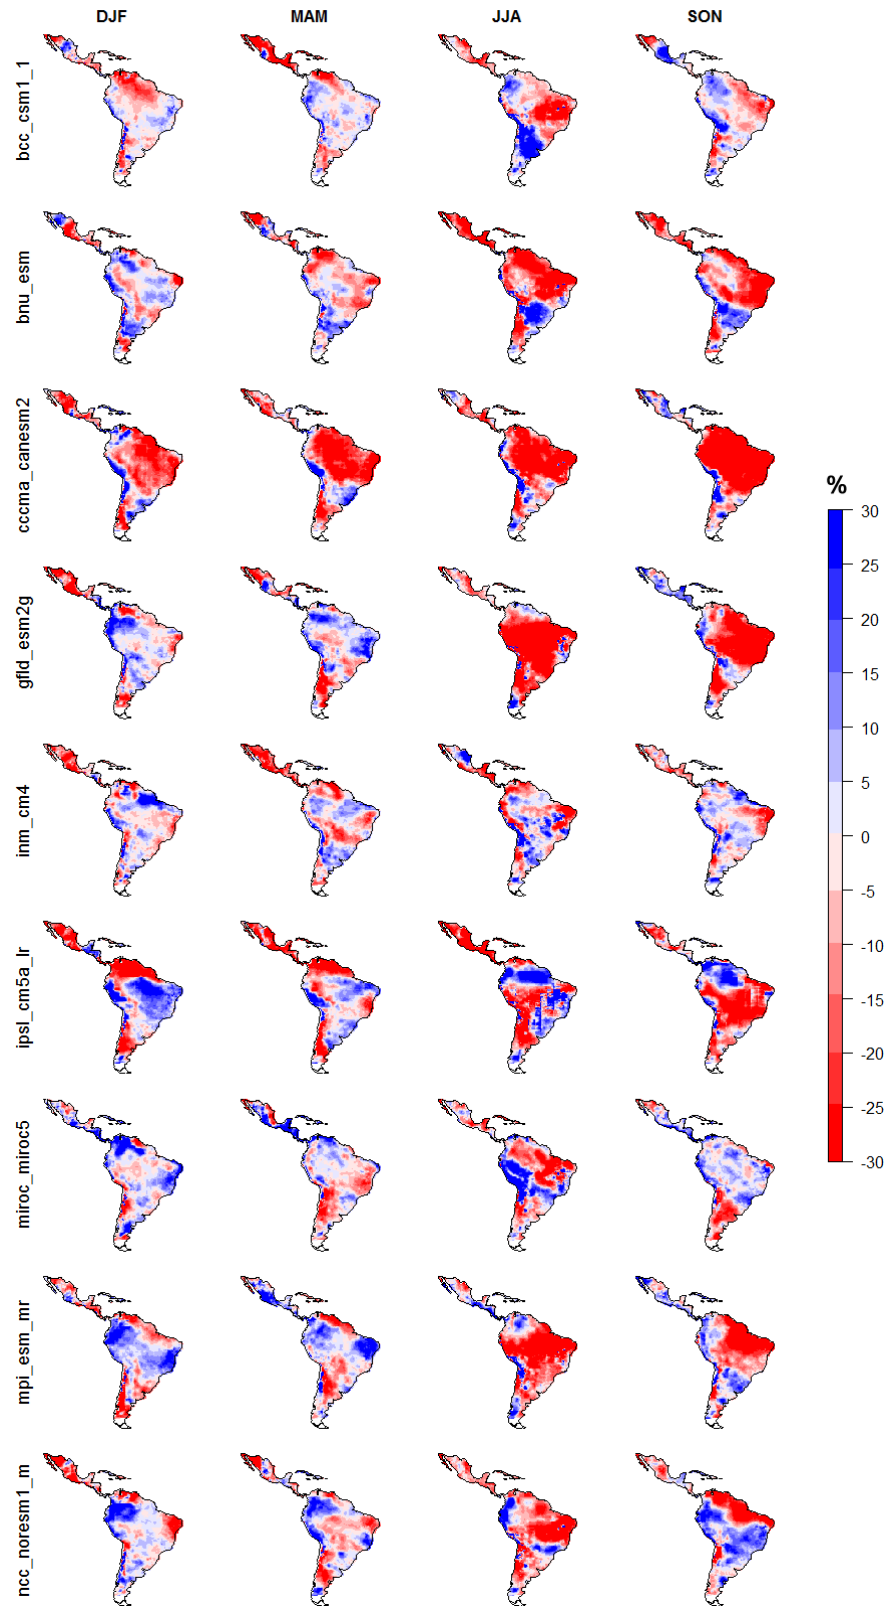 DJF MAM JJA SON
bcc_csm1_1
bnu_esm
cccma_canesm2
gfld_esm2g
inm_cm4
ipsl_cm5a_lr
miroc_miroc5
mpi_esm_mr
ncc_noresm1_m
%
30
25
20
15
10
5
0
-5
-10
-15
-20
-25
-30